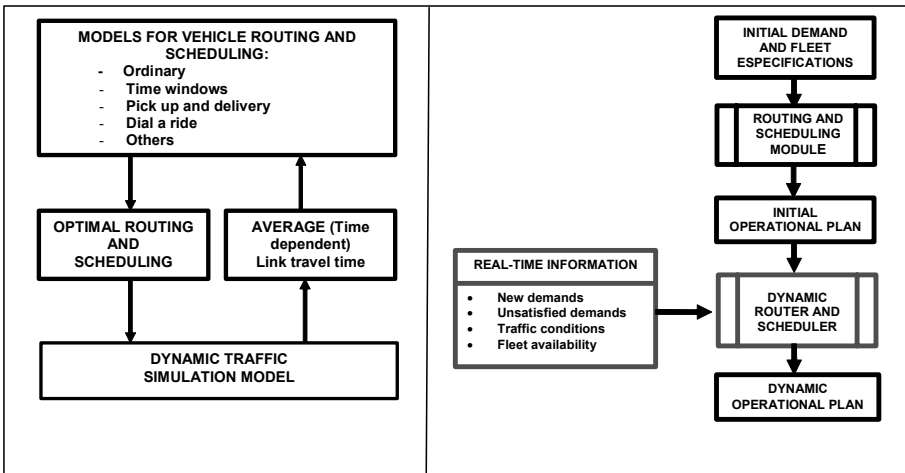 MODELS FOR VEHICLE ROUTING AND
SCHEDULING:
- Ordinary
- Time windows
- Pick up and delivery
- Dial a ride
- Others
OPTIMAL ROUTING
AND
SCHEDULING
AVERAGE (Time
dependent)
Link travel time
DYNAMIC TRAFFIC
SIMULATION MODEL
INITIAL DEMAND
AND FLEET
ESPECIFICATIONS
ROUTING AND
SCHEDULING
MODULE
INITIAL
OPERATIONAL PLAN
REAL-TIME INFORMATION
• New demands
• Unsatisfied demands
• Traffic conditions
• Fleet availability
DYNAMIC
ROUTER AND
SCHEDULER
DYNAMIC
OPERATIONAL PLAN